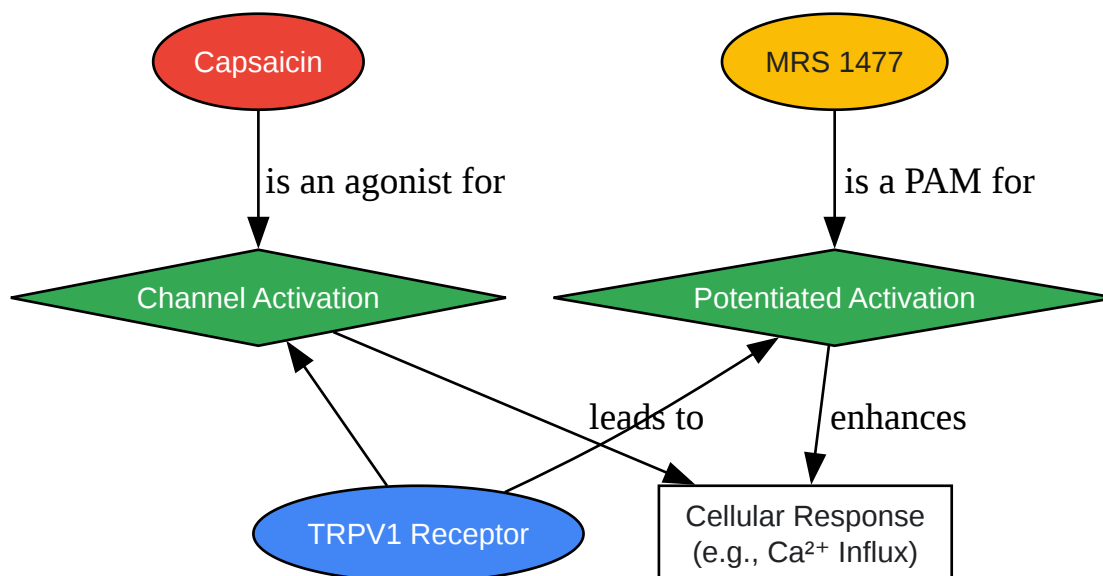 Capsaicin
MRS 1477
is an agonist for
is a PAM for
Channel Activation
Potentiated Activation
leads to
enhances
TRPV1 Receptor
Cellular Response
(e.g., Ca²⁺ Influx)